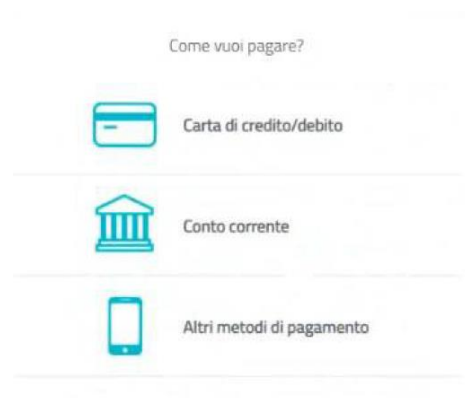 Come vuoi pagare?
Carta di credito/debito
Conto corrente
Altri metodi di pagamento